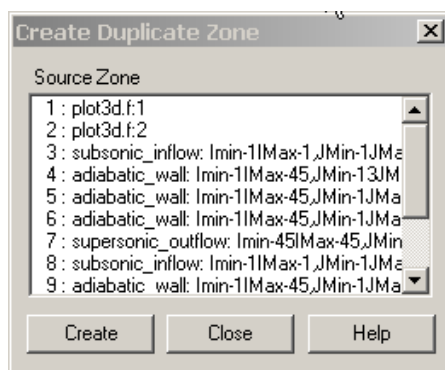 Create Duplicate Zone
Source Zone
1 : plot3d.f:1
2 : plot3d.f:2
3 : subsonic_inflow: Imin-1IMax-1,JMin-1JMa
4 : adiabatic_wall: Imin-1IMax-45,JMin-13JM
5 : adiabatic_wall: Imin-1IMax-45,JMin-1JMa
6 : adiabatic_wall: Imin-1IMax-45,JMin-1JMa
7 : supersonic_outflow: Imin-45IMax-45,JMin
8 : subsonic_inflow: Imin-1IMax-1,JMin-1JMa
9 : adiabatic_wall: Imin-1IMax-45,JMin-1JMa
Create Close Help